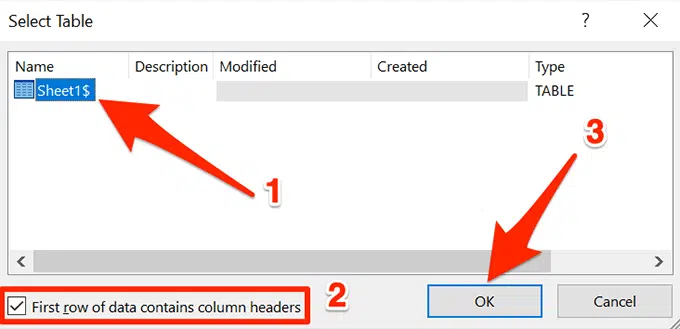 Select Table
? ×
Name Description Modified Created Type
Sheet1$ TABLE
1
3
2
First row of data contains column headers
OK Cancel